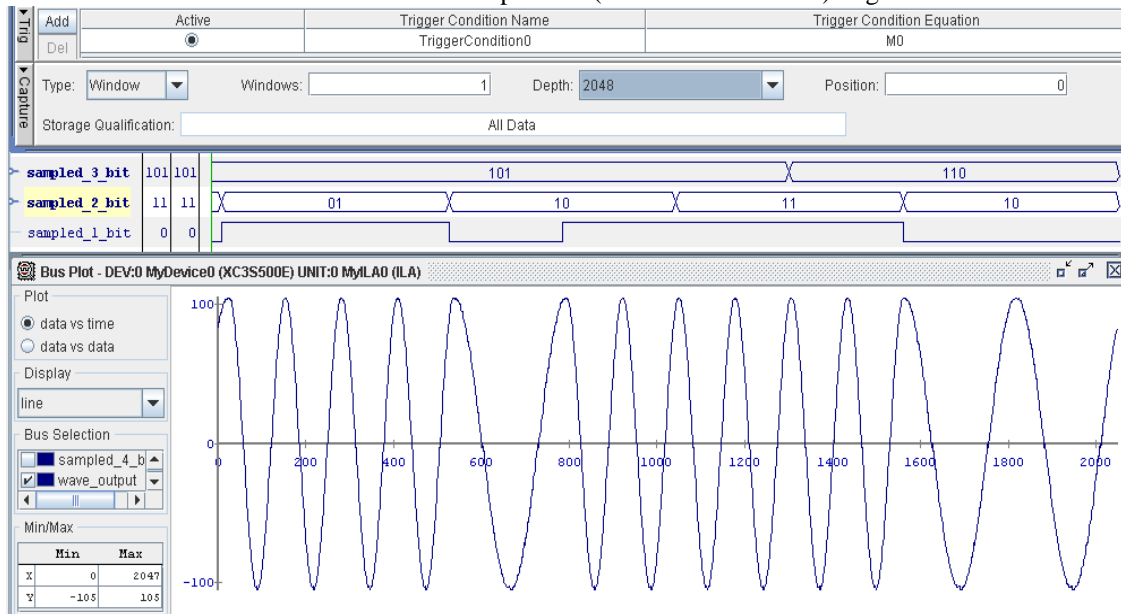 Trig
Add Active Trigger Condition Name Trigger Condition Equation
Del TriggerCondition0 M0
Capture
Type: Window Windows: 1 Depth: 2048 Position: 0
Storage Qualification: All Data
sampled_3_bit 101 101 101 110
sampled_2_bit 11 11 01 10 11 10
sampled_1_bit 0 0
Bus Plot - DEV:0 MyDevice0 (XC3S500E) UNIT:0 MyILA0 (ILA)
Plot
data vs time
data vs data
Display
line
Bus Selection
sampled_4_b
wave_output
Min/Max
Min Max
X 0 2047
Y -105 105
100
0
0 200 400 600 800 1000 1200 1400 1600 1800 2000
-100